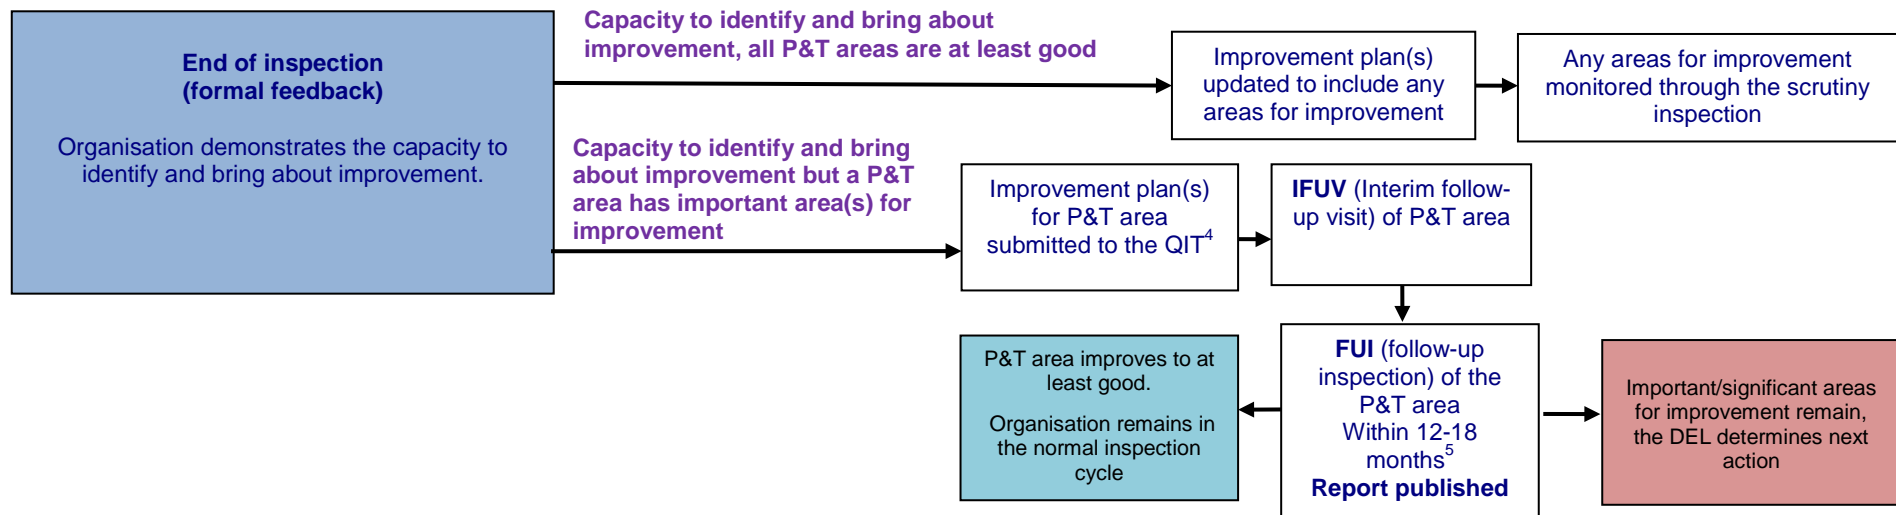 End of inspection
(formal feedback)
Organisation demonstrates the capacity to
identify and bring about improvement.
Capacity to identify and bring about
improvement, all P&T areas are at least good
Improvement plan(s)
updated to include any
areas for improvement
Any areas for improvement
monitored through the scrutiny
inspection
Capacity to identify and bring
about improvement but a P&T
area has important area(s) for
improvement
Improvement plan(s)
for P&T area
submitted to the QIT4
IFUV (Interim follow-
up visit) of P&T area
P&T area improves to at
least good.
Organisation remains in
the normal inspection
cycle
FUI (follow-up
inspection) of the
P&T area
Within 12-18
months5
Report published
Important/significant areas
for improvement remain,
the DEL determines next
action